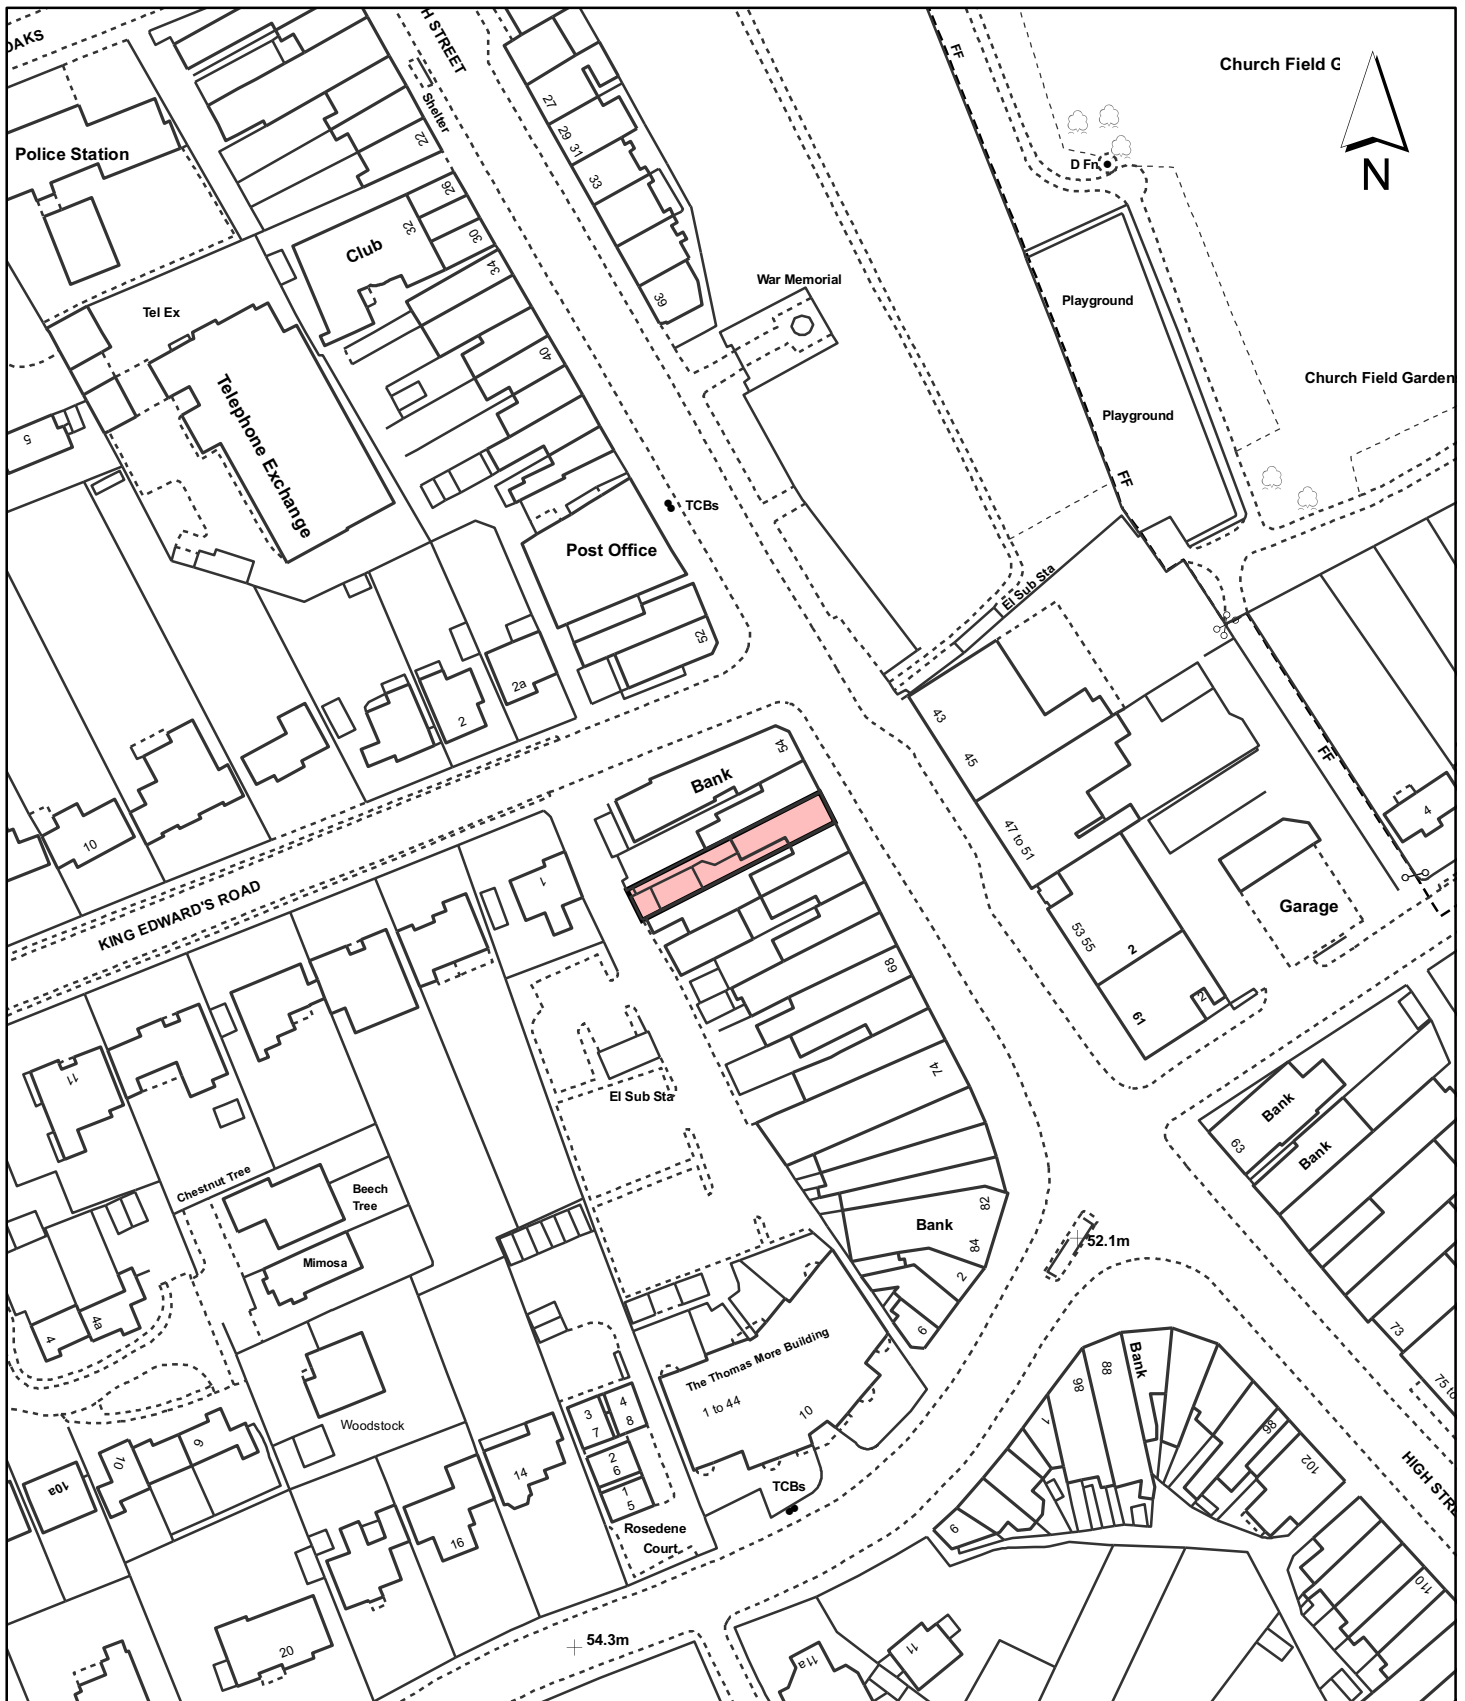 OAKS
H STREET
FF
Church Field G
Shelter
27
29 31
33
D Fn
N
Police Station
22
26
32
30
Club
34
39
War Memorial
Playground
Tel Ex
40
Church Field Garden
Telephone Exchange
Playground
5
FF
TCBs
Post Office
El Sub Sta
52
2a
2
43
54
45
FF
Bank
10
4
47 to 51
1
KING EDWARD'S ROAD
Garage
53 55
2
68
2
61
11
74
El Sub Sta
Bank
63
Bank
Chestnut Tree
Beech
Tree
82
Bank
84
52.1m
Mimosa
2
4
4a
6
73
The Thomas More Building
1 to 44
10
Bank
88
86
75 to
3
7
4
8
1
98
Woodstock
9
10
2
6
14
102
HIGH STRE
10a
1
5
TCBs
16
Rosedene
Court
9
110
20
54.3m
11
11a